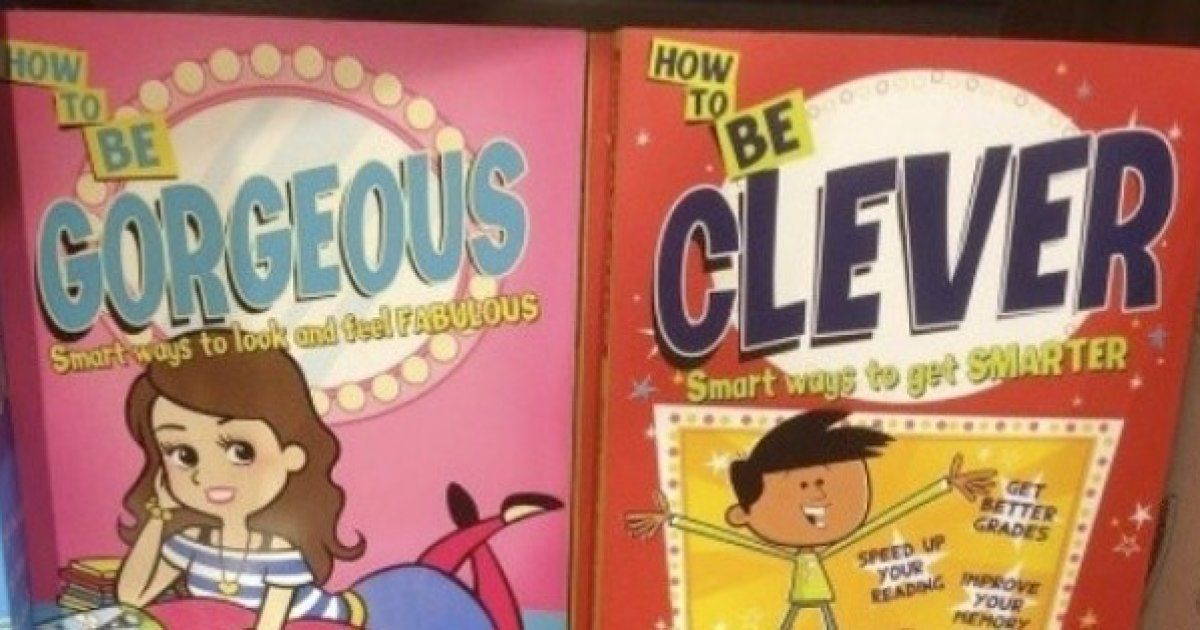 HOW
TO
BE
GORGEOUS
Smart ways to look and feel FABULOUS
HOW
TO
BE
CLEVER
Smart ways to get SMARTER
GET
BETTER
GRADES
SPEED UP
YOUR
READING
IMPROVE
YOUR
MEMORY